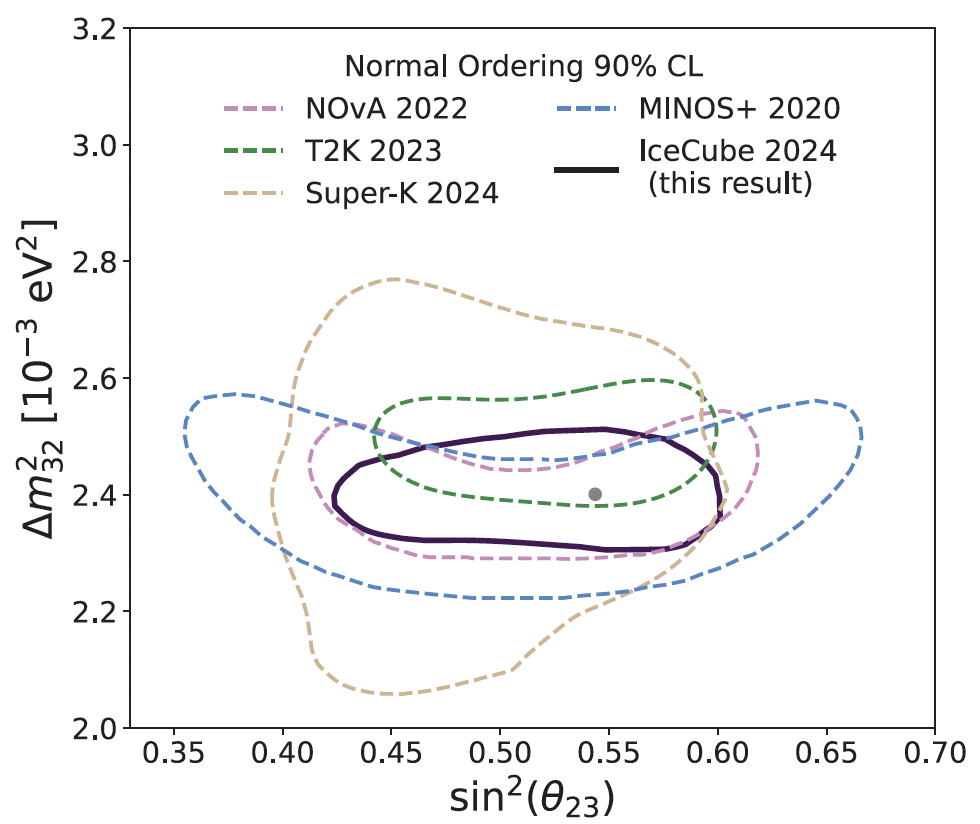 Normal Ordering 90% CL
NOvA 2022
T2K 2023
Super-K 2024
MINOS+ 2020
IceCube 2024
(this result)
3.2
3.0
2.8
2.6
2.4
2.2
2.0
Δm²₃₂ [10⁻³ eV²]
0.35 0.40 0.45 0.50 0.55 0.60 0.65 0.70
sin²(θ₂₃)